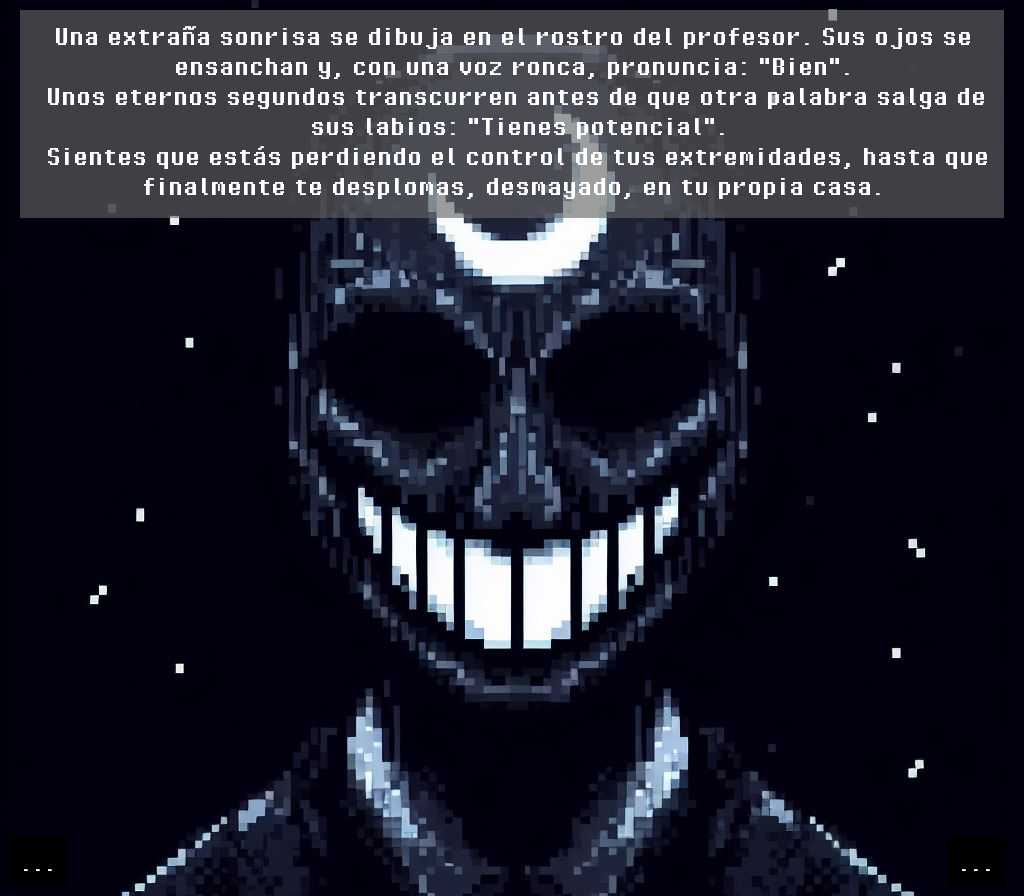 Una extraña sonrisa se dibuja en el rostro del profesor. Sus ojos se
ensanchan y, con una voz ronca, pronuncia: "Bien".
Unos eternos segundos transcurren antes de que otra palabra salga de
sus labios: "Tienes potencial".
Sientes que estás perdiendo el control de tus extremidades, hasta que
finalmente te desplomas, desmayado, en tu propia casa.
...
...